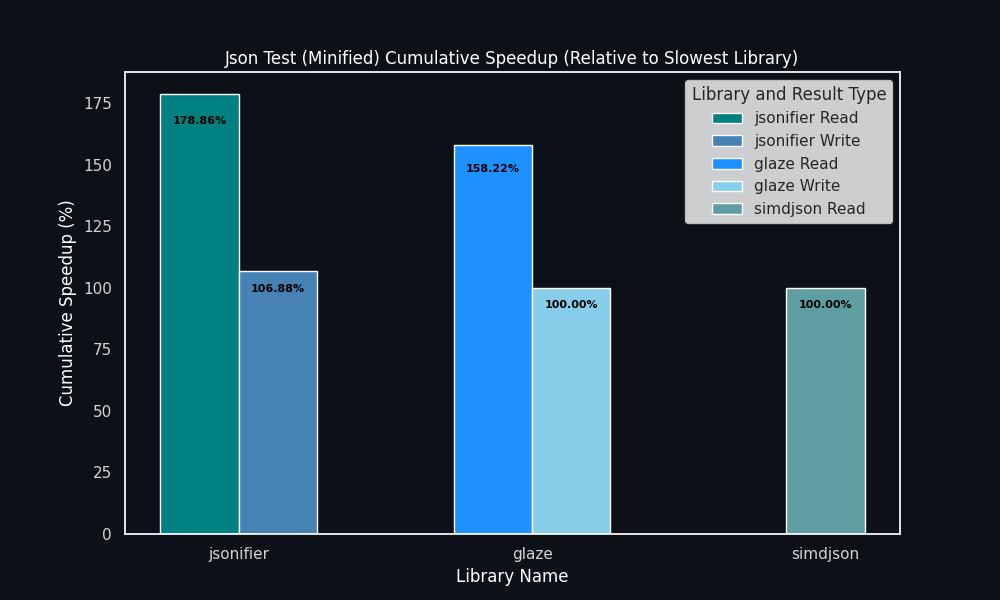 Json Test (Minified) Cumulative Speedup (Relative to Slowest Library)
Cumulative Speedup (%)
175
150
125
100
75
50
25
0
178.86%
106.88%
158.22%
100.00%
100.00%
Library and Result Type
jsonifier Read
jsonifier Write
glaze Read
glaze Write
simdjson Read
jsonifier
glaze
simdjson
Library Name